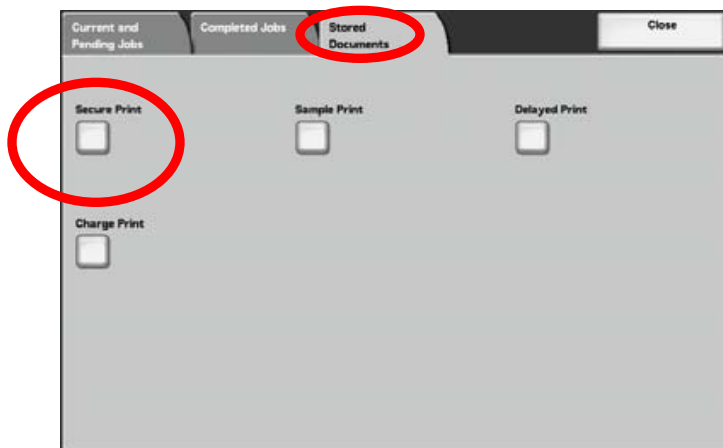 Current and
Pending Jobs
Completed Jobs
Stored
Documents
Close
Secure Print
Sample Print
Delayed Print
Charge Print